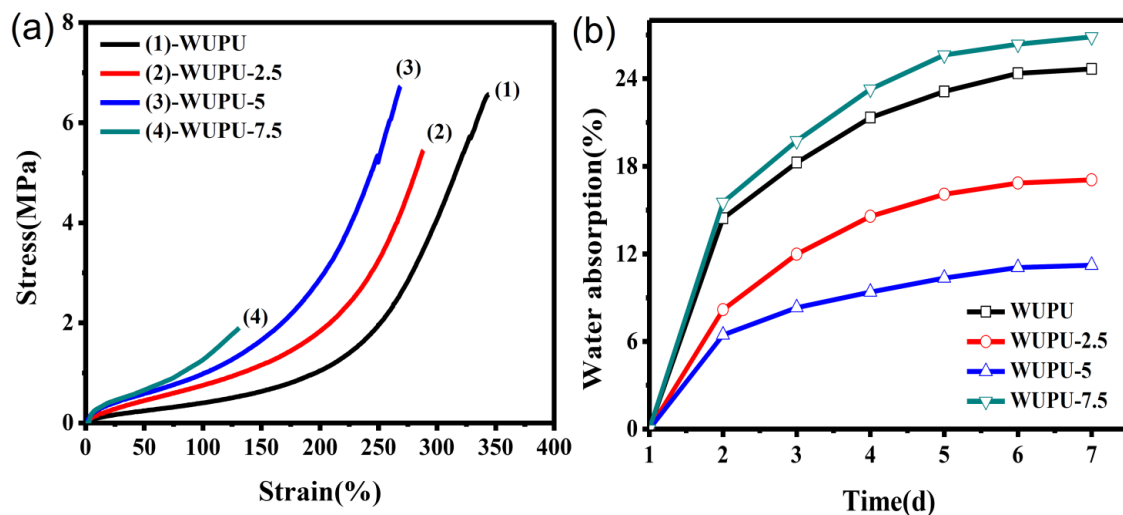 (a)
(1)-WUPU
(2)-WUPU-2.5
(3)-WUPU-5
(4)-WUPU-7.5
(3)
(1)
(2)
(4)
8
6
4
2
0
0 50 100 150 200 250 300 350 400
Stress(MPa)
Strain(%)
(b)
24
18
12
6
0
1 2 3 4 5 6 7
Water absorption(%)
Time(d)
WUPU
WUPU-2.5
WUPU-5
WUPU-7.5